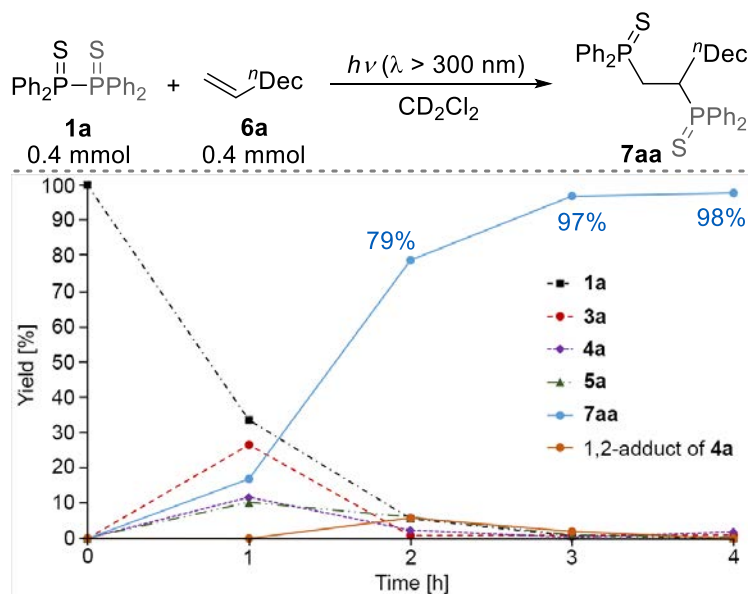 S S S nDec
Ph2P–PPh2 + nDec hν (λ > 300 nm) Ph2P
CD2Cl2
PPh2
S
1a 6a 7aa
0.4 mmol 0.4 mmol
100
90
80
70
60
50
40
30
20
10
0
Yield [%]
79%
97%
98%
1a
3a
4a
5a
7aa
1,2-adduct of 4a
0 1 2 3 4
Time [h]